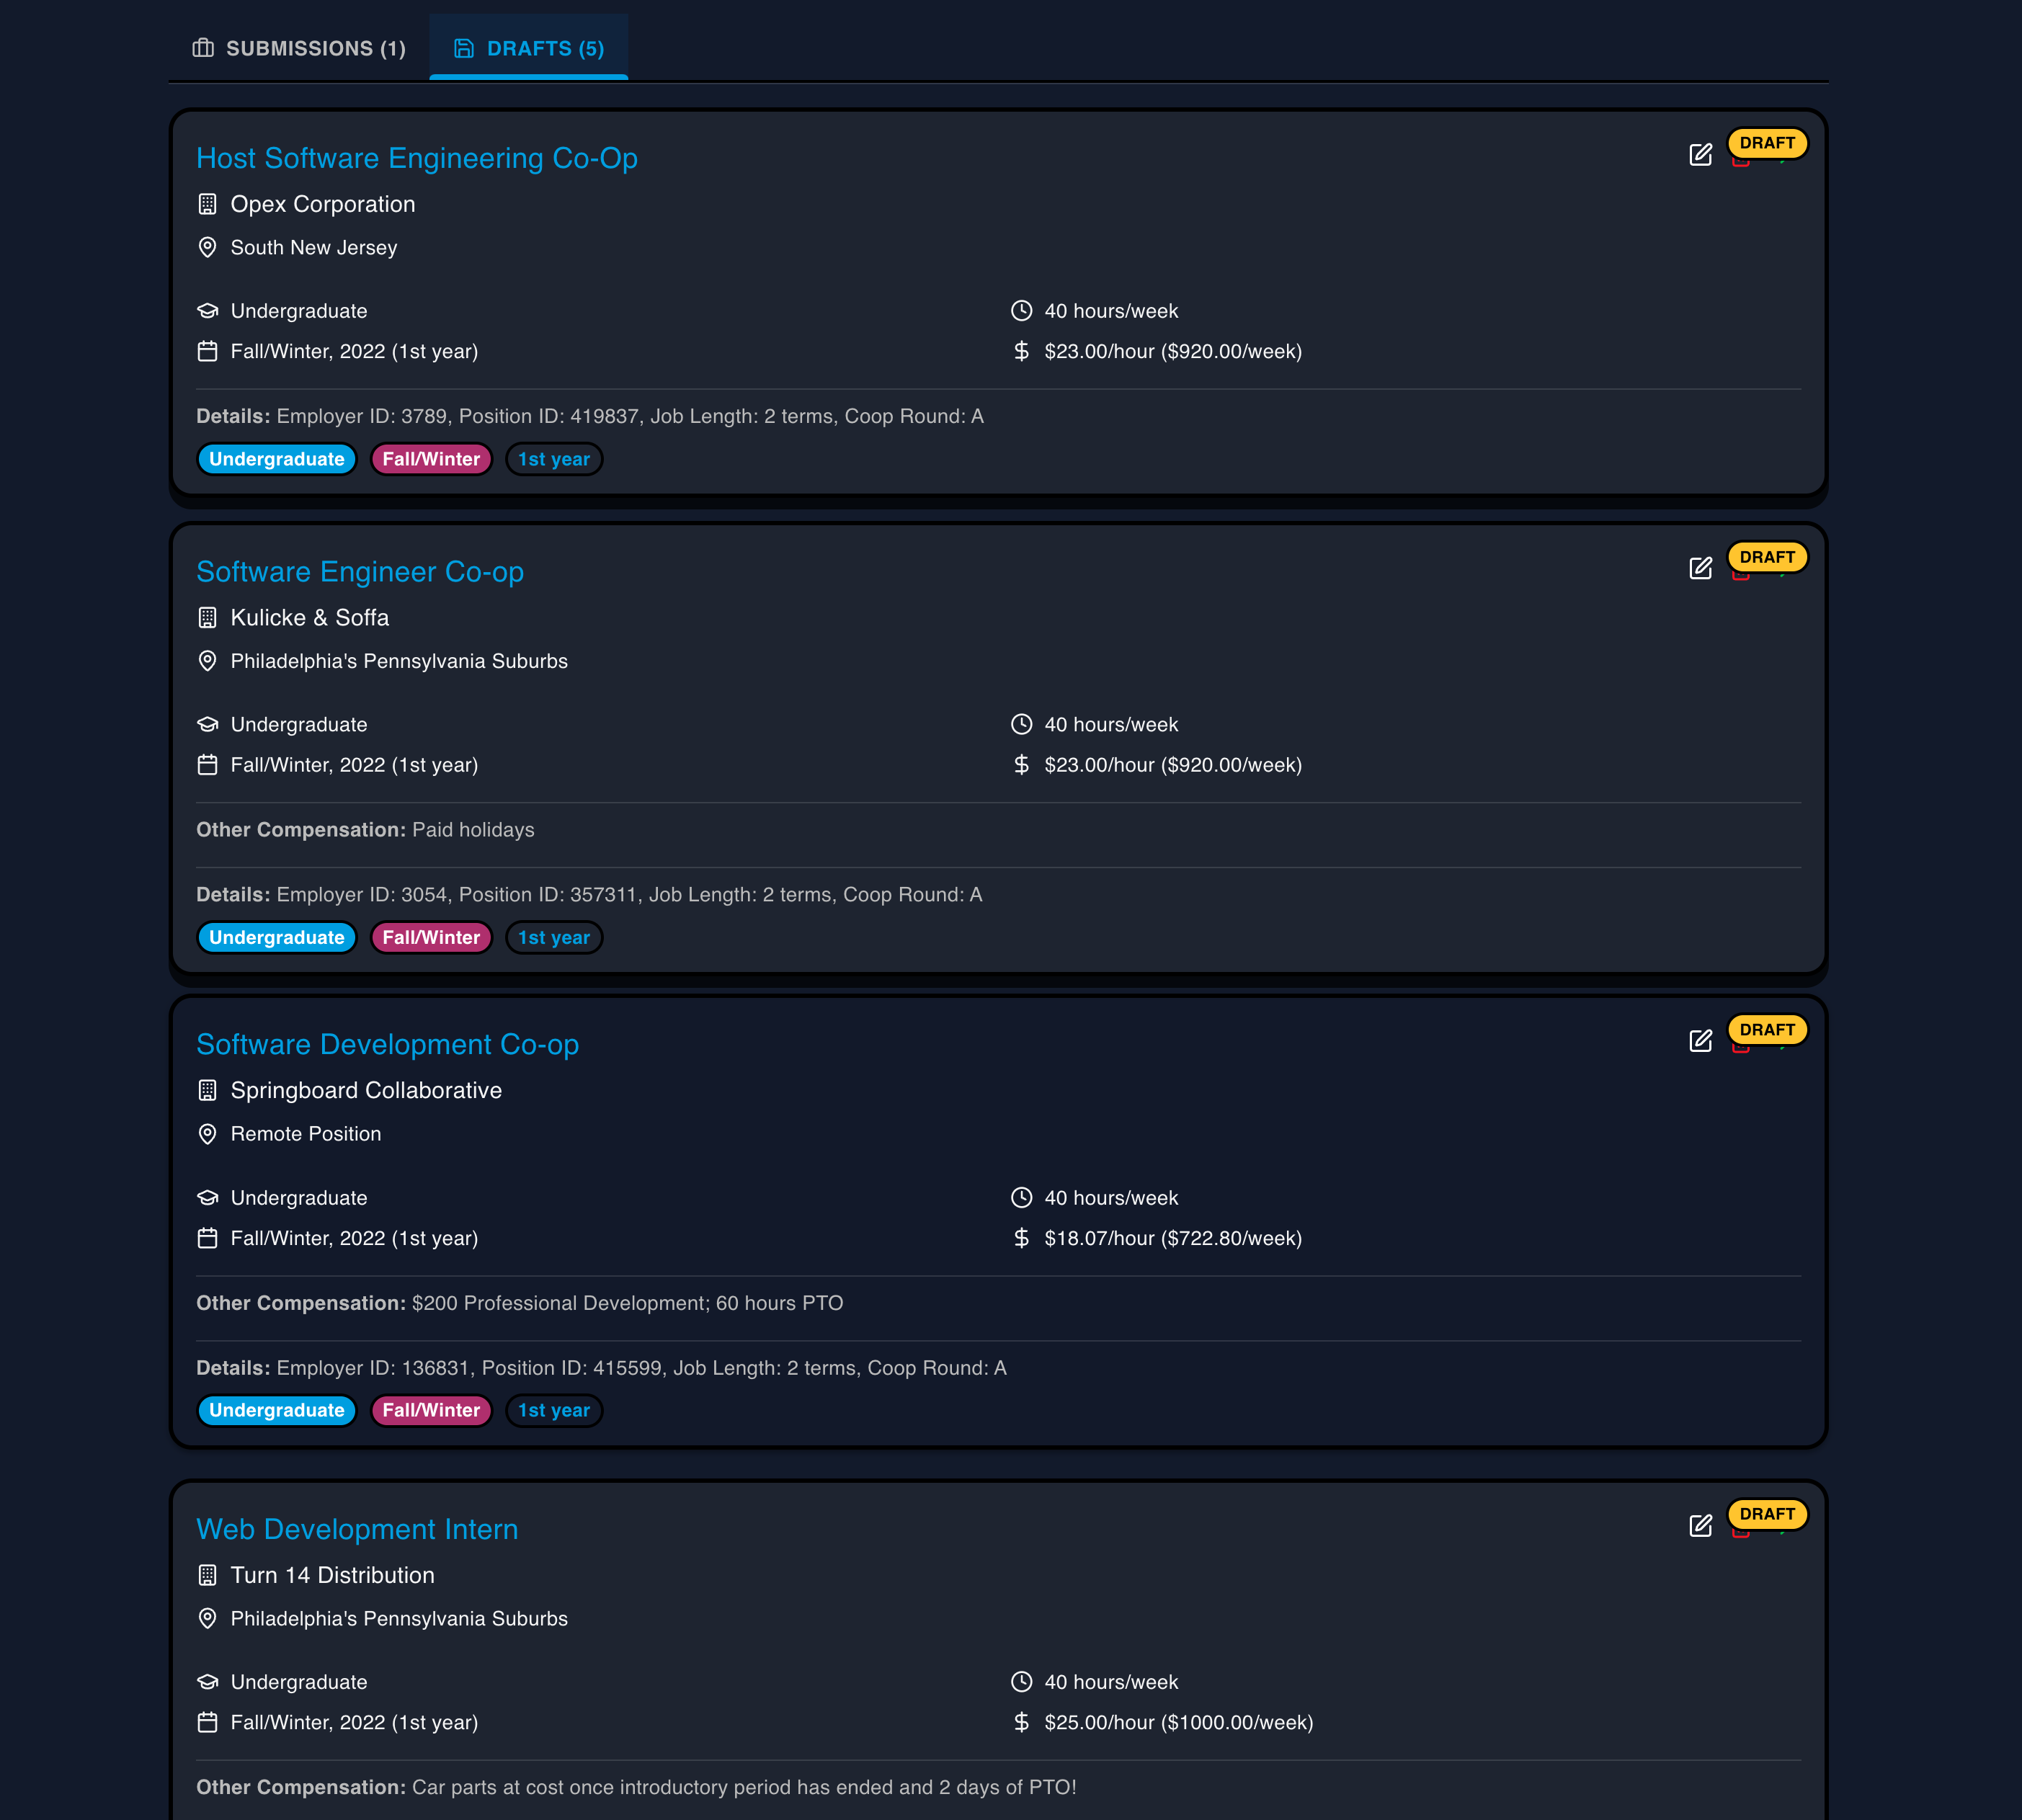 SUBMISSIONS (1) DRAFTS (5)
Host Software Engineering Co-Op
DRAFT
Opex Corporation
South New Jersey
Undergraduate 40 hours/week
Fall/Winter, 2022 (1st year) $23.00/hour ($920.00/week)
Details: Employer ID: 3789, Position ID: 419837, Job Length: 2 terms, Coop Round: A
Undergraduate Fall/Winter 1st year
Software Engineer Co-op
DRAFT
Kulicke & Soffa
Philadelphia's Pennsylvania Suburbs
Undergraduate 40 hours/week
Fall/Winter, 2022 (1st year) $23.00/hour ($920.00/week)
Other Compensation: Paid holidays
Details: Employer ID: 3054, Position ID: 357311, Job Length: 2 terms, Coop Round: A
Undergraduate Fall/Winter 1st year
Software Development Co-op
DRAFT
Springboard Collaborative
Remote Position
Undergraduate 40 hours/week
Fall/Winter, 2022 (1st year) $18.07/hour ($722.80/week)
Other Compensation: $200 Professional Development; 60 hours PTO
Details: Employer ID: 136831, Position ID: 415599, Job Length: 2 terms, Coop Round: A
Undergraduate Fall/Winter 1st year
Web Development Intern
DRAFT
Turn 14 Distribution
Philadelphia's Pennsylvania Suburbs
Undergraduate 40 hours/week
Fall/Winter, 2022 (1st year) $25.00/hour ($1000.00/week)
Other Compensation: Car parts at cost once introductory period has ended and 2 days of PTO!